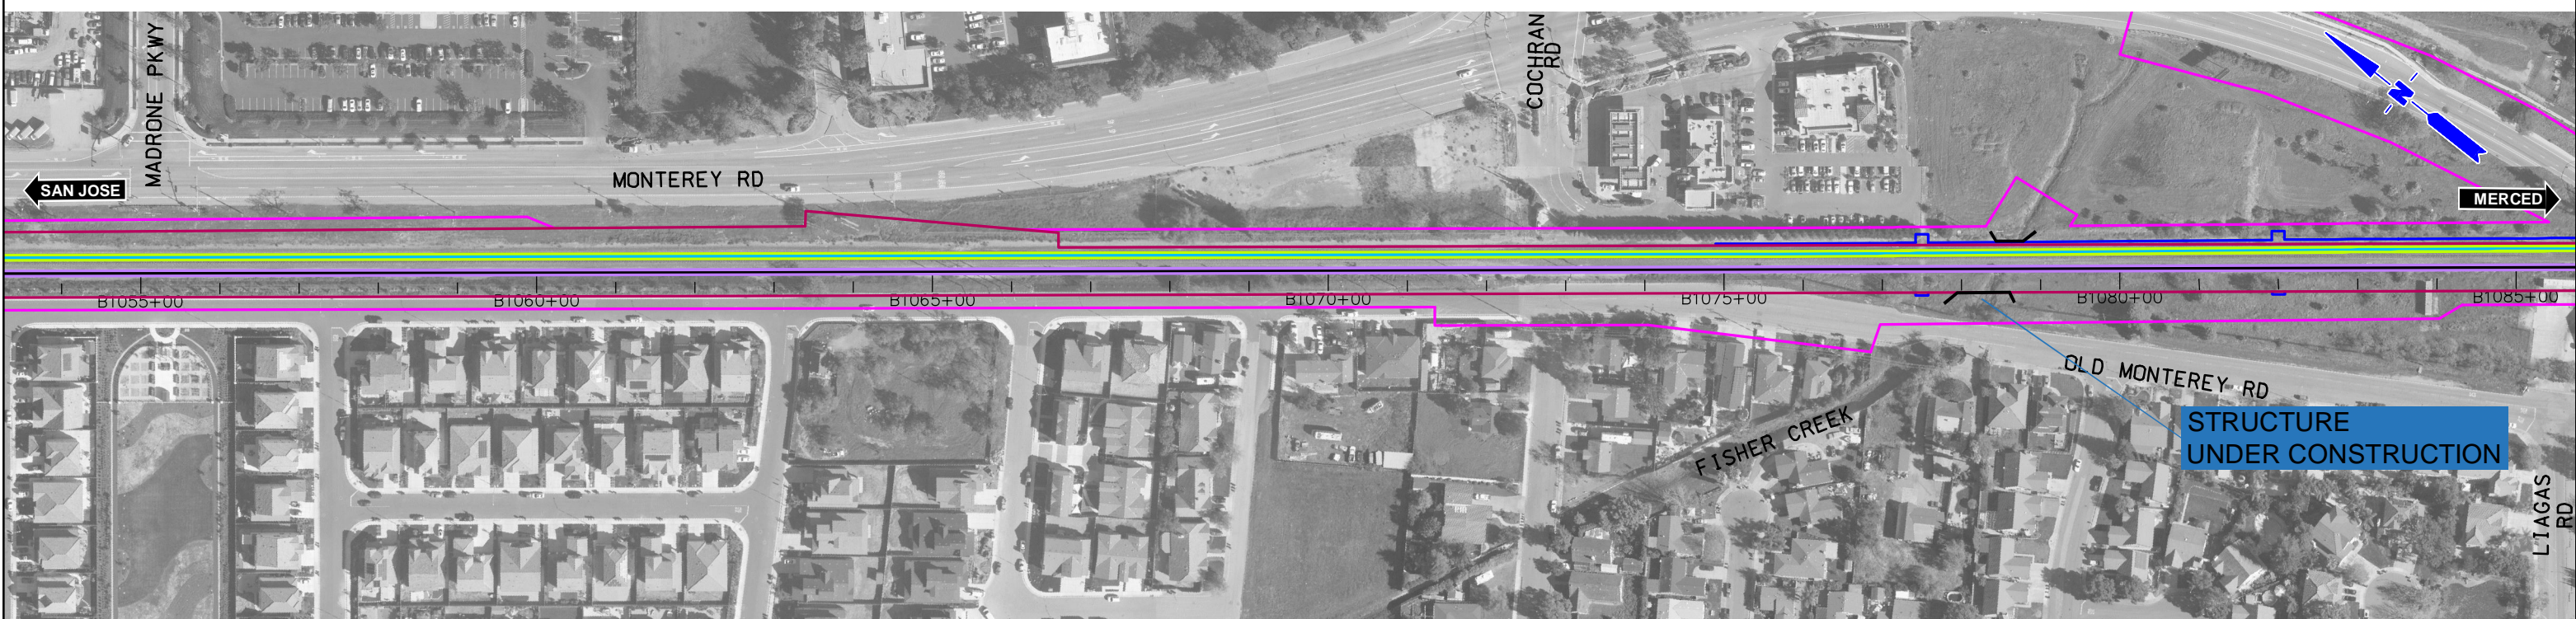 MADRONE PKWY
COCHRAN
RD
N
SAN JOSE
MONTEREY RD
MERCED
B1055+00
B1060+00
B1065+00
B1070+00
B1075+00
B1080+00
B1085+00
OLD MONTEREY RD
FISHER CREEK
STRUCTURE
UNDER CONSTRUCTION
LIAGAS
RD